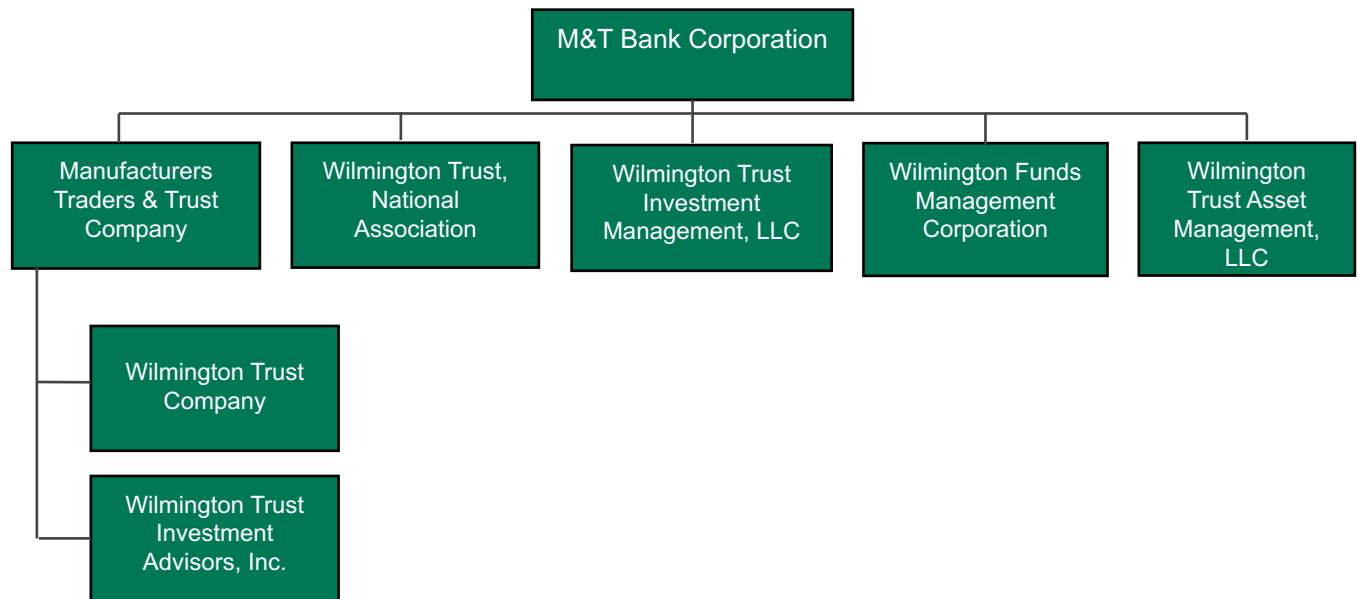 M&T Bank Corporation
Manufacturers
Traders & Trust
Company
Wilmington Trust,
National
Association
Wilmington Trust
Investment
Management, LLC
Wilmington Funds
Management
Corporation
Wilmington
Trust Asset
Management,
LLC
Wilmington Trust
Company
Wilmington Trust
Investment
Advisors, Inc.